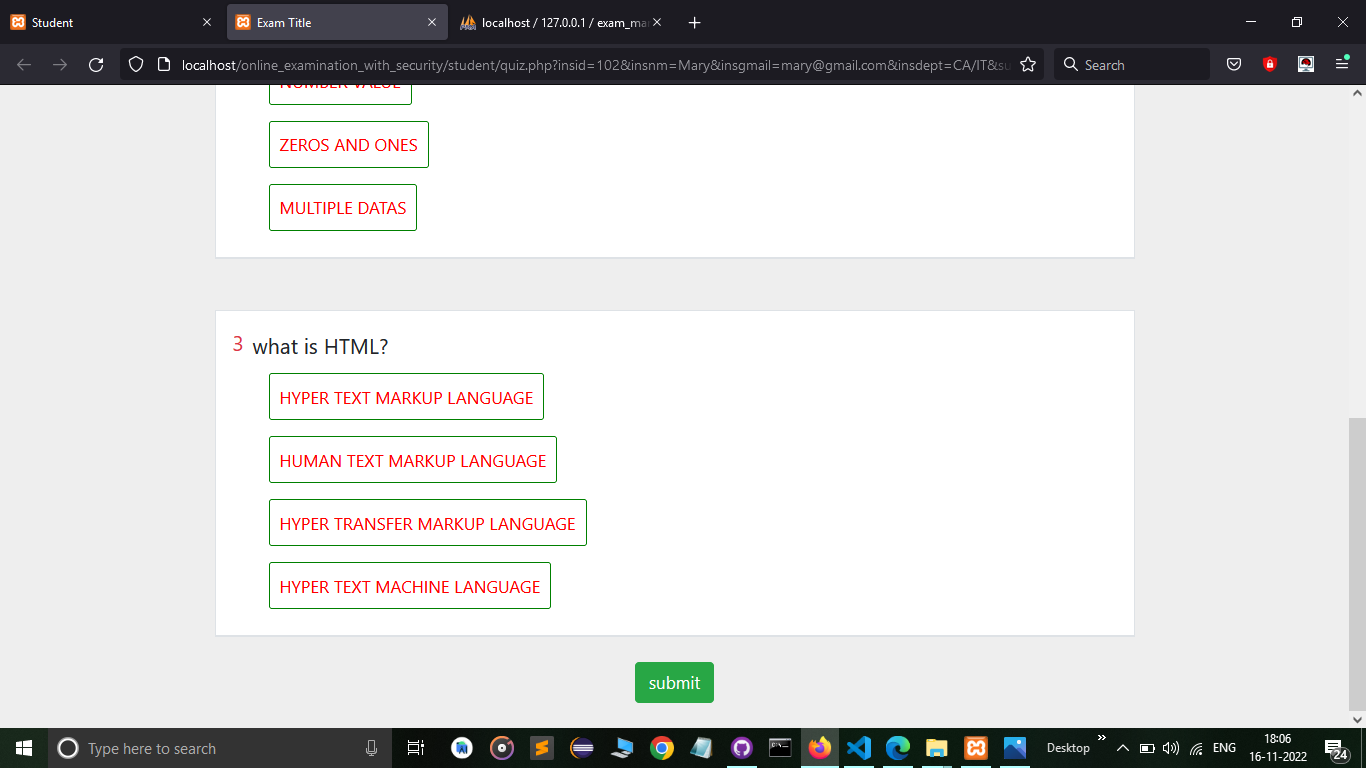 Student
Exam Title
localhost / 127.0.0.1 / exam_ma
localhost/online_examination_with_security/student/quiz.php?insid=102&insnm=Mary&insgmail=mary@gmail.com&insdept=CA/IT&su
Search
NUMBER VALUE
ZEROS AND ONES
MULTIPLE DATAS
3 what is HTML?
HYPER TEXT MARKUP LANGUAGE
HUMAN TEXT MARKUP LANGUAGE
HYPER TRANSFER MARKUP LANGUAGE
HYPER TEXT MACHINE LANGUAGE
submit
Type here to search
Desktop
ENG
18:06
16-11-2022
24